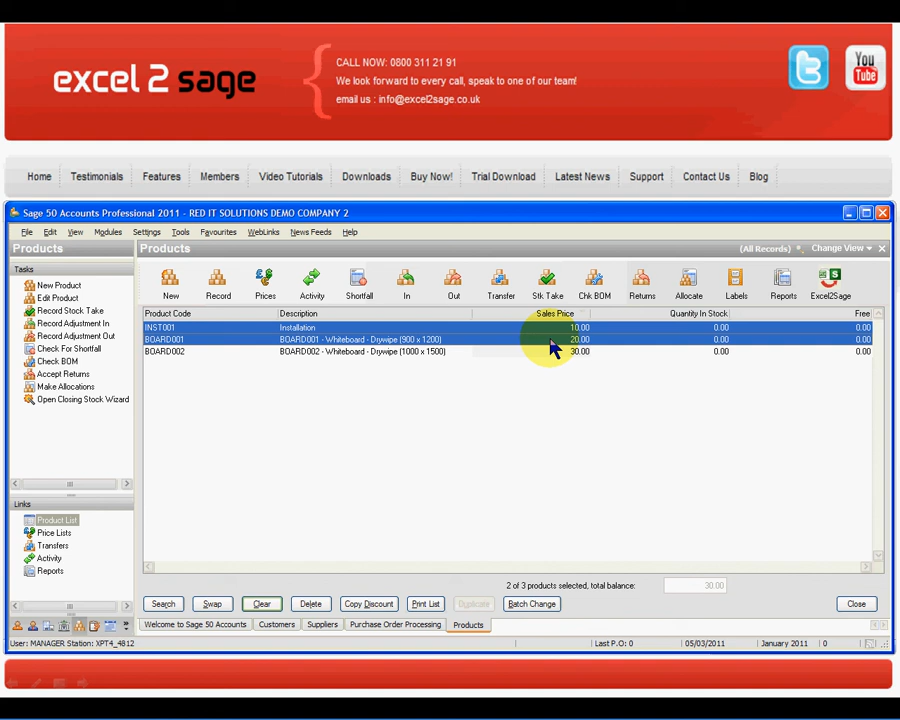 excel 2 sage
CALL NOW: 0800 311 21 91
We look forward to every call, speak to one of our team!
email us : info@excel2sage.co.uk
You
Tube
Home Testimonials Features Members Video Tutorials Downloads Buy Now! Trial Download Latest News Support Contact Us Blog
Sage 50 Accounts Professional 2011 - RED IT SOLUTIONS DEMO COMPANY 2
File Edit View Modules Settings Tools Favourites WebLinks News Feeds Help
Products
Products (All Records) Change View
Tasks
New Product
Edit Product
Record Stock Take
Record Adjustment In
Record Adjustment Out
Check For Shortfall
Check BOM
Accept Returns
Make Allocations
Open Closing Stock Wizard
New Record Prices Activity Shortfall In Out Transfer Stk Take Chk BOM Returns Allocate Labels Reports Excel2Sage
Product Code Description Sales Price Quantity In Stock Free
INST001 Installation 10.00 0.00 0.00
BOARD001 BOARD001 - Whiteboard - Drywipe (900 x 1200) 20.00 0.00 0.00
BOARD002 BOARD002 - Whiteboard - Drywipe (1000 x 1500) 30.00 0.00 0.00
Links
Product List
Price Lists
Transfers
Activity
Reports
2 of 3 products selected, total balance: 30.00
Search Swap Clear Delete Copy Discount Print List Duplicate Batch Change Close
Welcome to Sage 50 Accounts Customers Suppliers Purchase Order Processing Products
User: MANAGER Station: XPT4_4812 Last P.O: 0 05/03/2011 January 2011 0